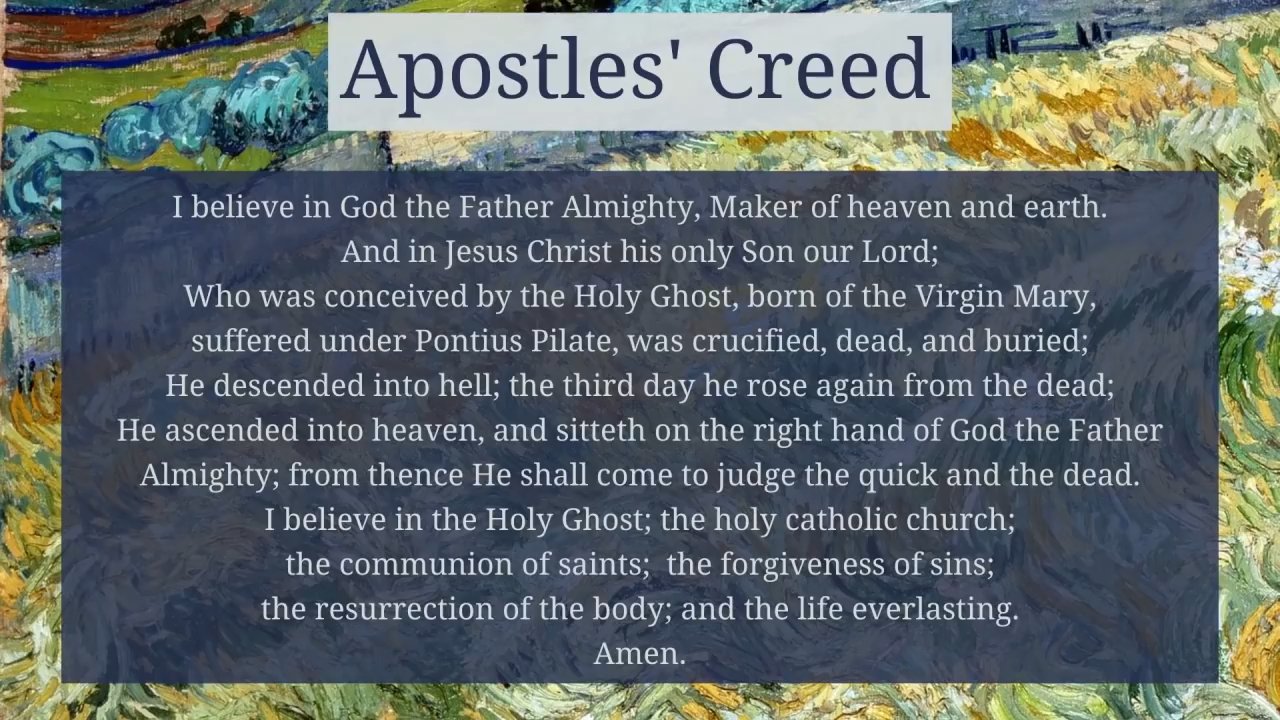 Apostles' Creed
I believe in God the Father Almighty, Maker of heaven and earth.
And in Jesus Christ his only Son our Lord;
Who was conceived by the Holy Ghost, born of the Virgin Mary,
suffered under Pontius Pilate, was crucified, dead, and buried;
He descended into hell; the third day he rose again from the dead;
He ascended into heaven, and sitteth on the right hand of God the Father
Almighty; from thence He shall come to judge the quick and the dead.
I believe in the Holy Ghost; the holy catholic church;
the communion of saints;  the forgiveness of sins;
the resurrection of the body; and the life everlasting.
Amen.